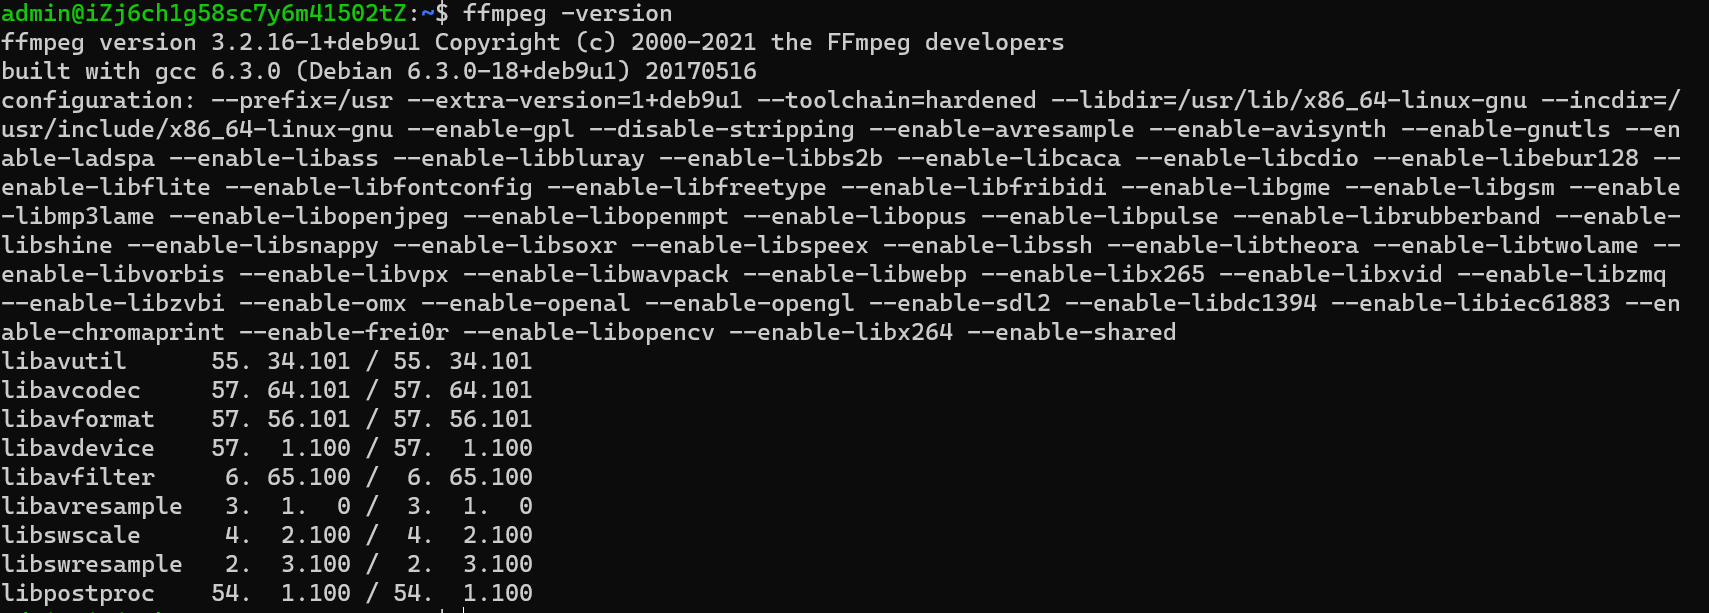 admin@iZj6ch1g58sc7y6m41502tZ:~$ ffmpeg -version
ffmpeg version 3.2.16-1+deb9u1 Copyright (c) 2000-2021 the FFmpeg developers
built with gcc 6.3.0 (Debian 6.3.0-18+deb9u1) 20170516
configuration: --prefix=/usr --extra-version=1+deb9u1 --toolchain=hardened --libdir=/usr/lib/x86_64-linux-gnu --incdir=/
usr/include/x86_64-linux-gnu --enable-gpl --disable-stripping --enable-avresample --enable-avisynth --enable-gnutls --en
able-ladspa --enable-libass --enable-libbluray --enable-libbs2b --enable-libcaca --enable-libcdio --enable-libebur128 --
enable-libflite --enable-libfontconfig --enable-libfreetype --enable-libfribidi --enable-libgme --enable-libgsm --enable
-libmp3lame --enable-libopenjpeg --enable-libopenmpt --enable-libopus --enable-libpulse --enable-librubberband --enable-
libshine --enable-libsnappy --enable-libsoxr --enable-libspeex --enable-libssh --enable-libtheora --enable-libtwolame --
enable-libvorbis --enable-libvpx --enable-libwavpack --enable-libwebp --enable-libx265 --enable-libxvid --enable-libzmq
--enable-libzvbi --enable-omx --enable-openal --enable-opengl --enable-sdl2 --enable-libdc1394 --enable-libiec61883 --en
able-chromaprint --enable-frei0r --enable-libopencv --enable-libx264 --enable-shared
libavutil      55. 34.101 / 55. 34.101
libavcodec     57. 64.101 / 57. 64.101
libavformat    57. 56.101 / 57. 56.101
libavdevice    57.  1.100 / 57.  1.100
libavfilter     6. 65.100 /  6. 65.100
libavresample   3.  1.  0 /  3.  1.  0
libswscale      4.  2.100 /  4.  2.100
libswresample   2.  3.100 /  2.  3.100
libpostproc    54.  1.100 / 54.  1.100